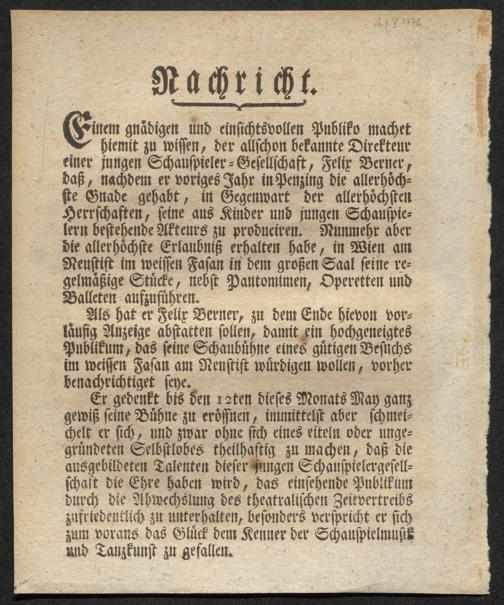 Nachricht.
Einem gnädigen und einsichtsvollen Publiko machet
hiemit zu wissen, der allschon bekannte Direkteur
einer jungen Schauspieler-Gesellschaft, Felix Berner,
daß, nachdem er voriges Jahr in Penzing die allerhöch-
ste Gnade gehabt, in Gegenwart der allerhöchsten
Herrschaften, seine aus Kinder und jungen Schauspie-
lern bestehende Akteurs zu produciren. Nunmehr aber
die allerhöchste Erlaubniß erhalten habe, in Wien am
Neustift im weissen Fasan in dem großen Saal seine re-
gelmäßige Stücke, nebst Pantomimen, Operetten und
Balleten aufzuführen.
Als hat er Felix Berner, zu dem Ende hievon vor-
läufig Anzeige abstatten sollen, damit ein hochgeneigtes
Publikum, das seine Schaubühne eines gütigen Besuchs
im weissen Fasan am Neustift würdigen wollen, vorher
benachrichtiget seye.
Er gedenkt bis den 12ten dieses Monats May ganz
gewiß seine Bühne zu eröffnen, immittelst aber schmei-
chelt er sich, und zwar ohne sich eines eiteln oder unge-
gründeten Selbstlobes theilhaftig zu machen, daß die
ausgebildeten Talenten dieser jungen Schauspielergesell-
schaft die Ehre haben wird, das einsehende Publikum
durch die Abwechslung des theatralischen Zeitvertreibs
zufriedentlich zu unterhalten, besonders verspricht er sich
zum voraus das Glück dem Kenner der Schauspielmusik
und Tanzkunst zu gefallen.